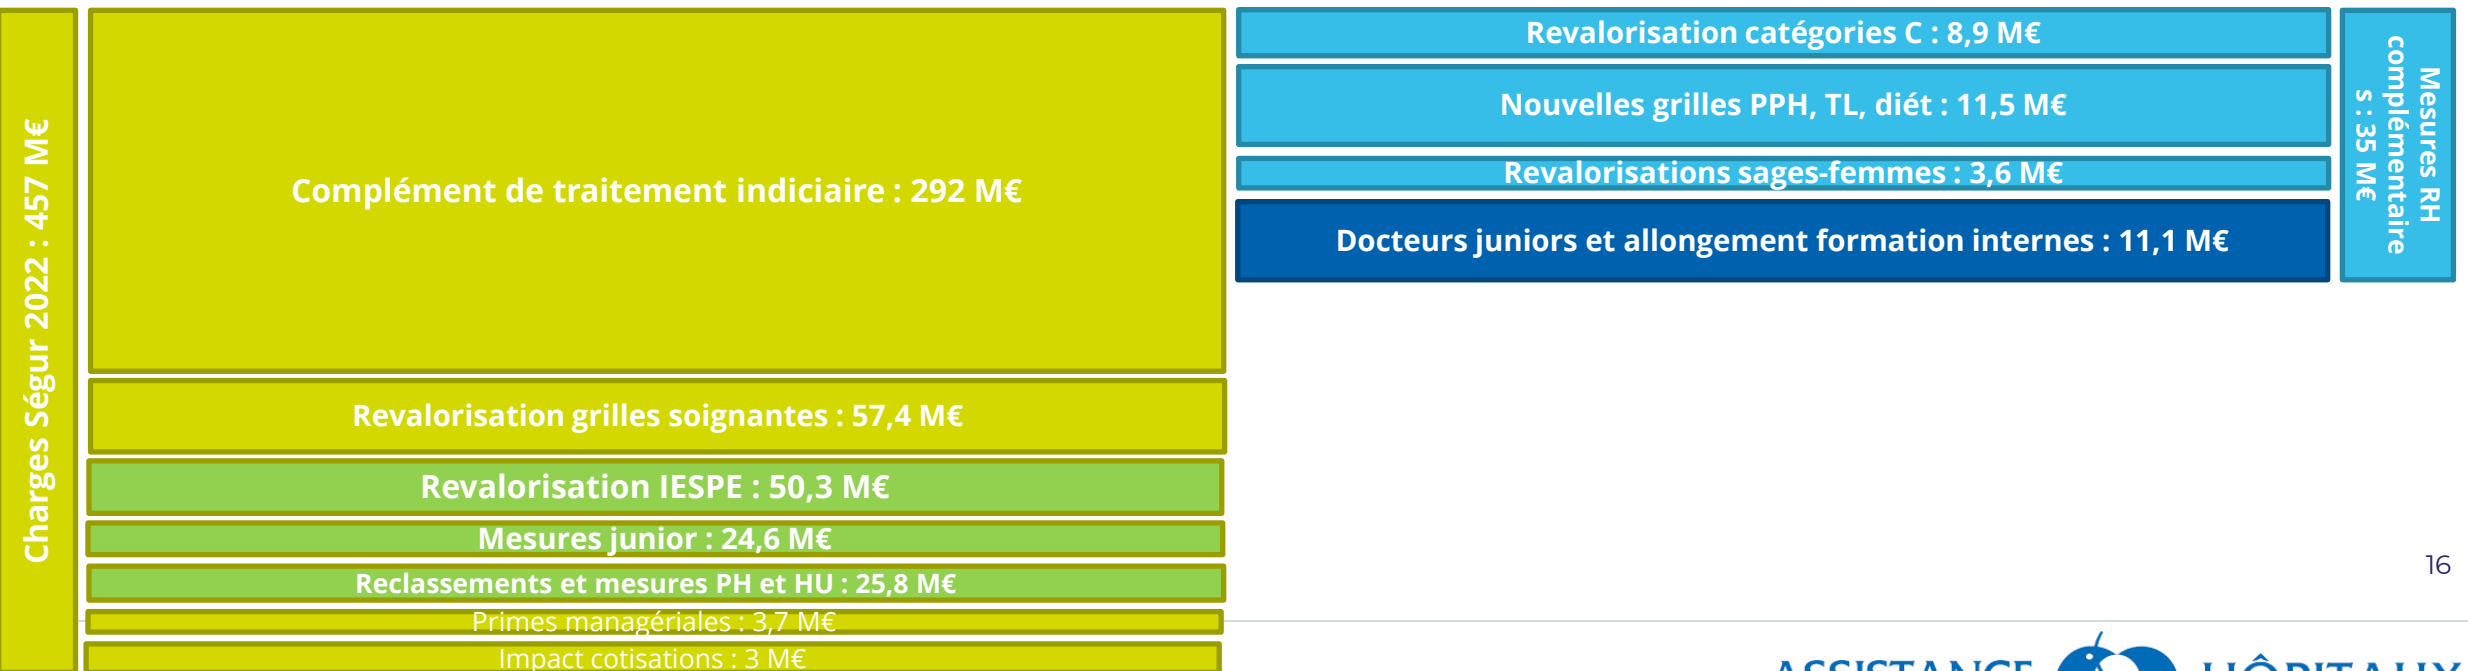 Charges Ségur 2022 : 457 M€
Complément de traitement indiciaire : 292 M€
Revalorisation grilles soignantes : 57,4 M€
Revalorisation IESPE : 50,3 M€
Mesures junior : 24,6 M€
Reclassements et mesures PH et HU : 25,8 M€
Primes managériales : 3,7 M€
Impact cotisations : 3 M€
Revalorisation catégories C : 8,9 M€
Nouvelles grilles PPH, TL, diét : 11,5 M€
Revalorisations sages-femmes : 3,6 M€
Docteurs juniors et allongement formation internes : 11,1 M€
Mesures RH
complémentaire
s : 35 M€
16
ASSISTANCE HÔPITAUX